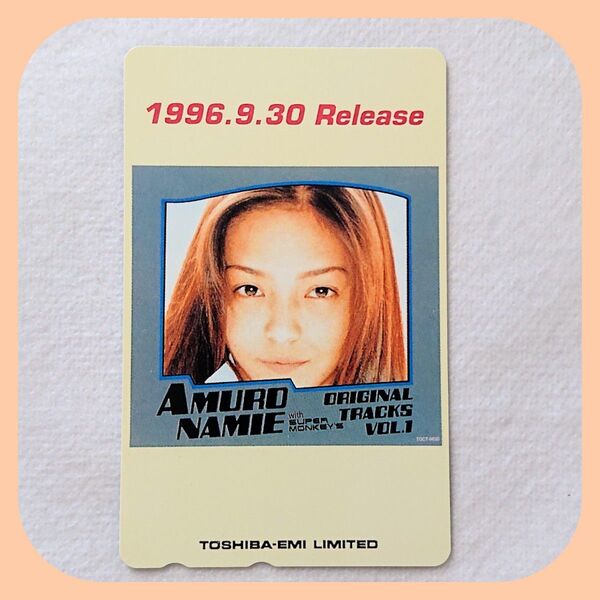 1996.9.30 Release
AMURO NAMIE
with SUPER MONKEY'S
ORIGINAL TRACKS VOL.1
TOSHIBA-EMI LIMITED